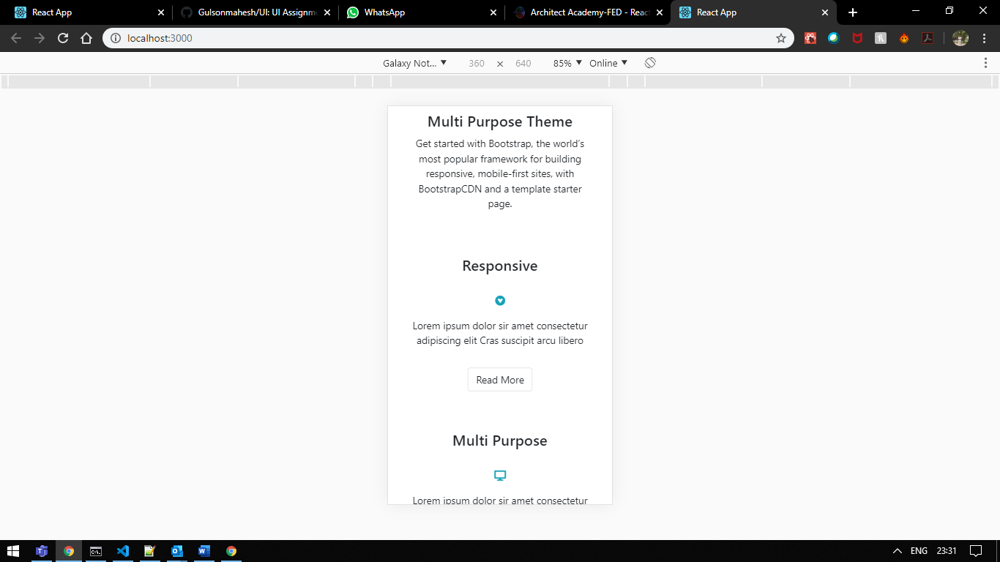 React App
Gulsonmahesh/UI: UI Assignme
WhatsApp
Architect Academy-FED - Reac
React App
localhost:3000
Galaxy Not... 360 × 640 85% Online
Multi Purpose Theme
Get started with Bootstrap, the world's
most popular framework for building
responsive, mobile-first sites, with
BootstrapCDN and a template starter
page.
Responsive
Lorem ipsum dolor sir amet consectetur
adipiscing elit Cras suscipit arcu libero
Read More
Multi Purpose
Lorem ipsum dolor sir amet consectetur
ENG 23:31